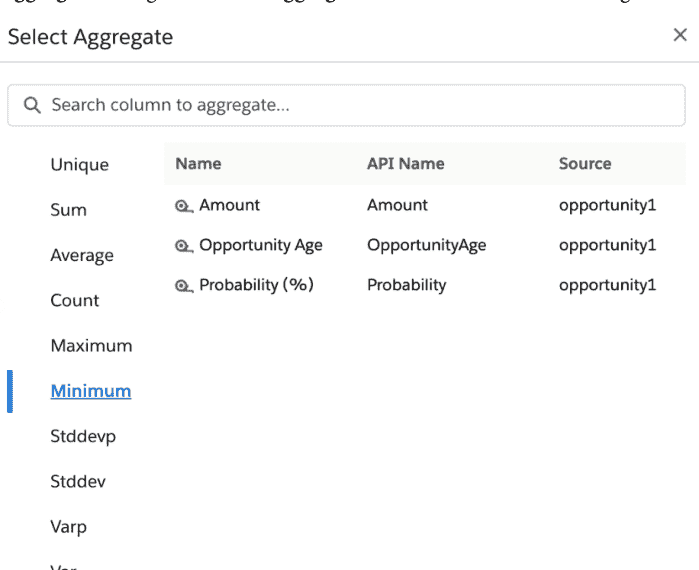 Select Aggregate
Search column to aggregate...
Unique
Sum
Average
Count
Maximum
Minimum
Stddevp
Stddev
Varp
Name API Name Source
Amount Amount opportunity1
Opportunity Age OpportunityAge opportunity1
Probability (%) Probability opportunity1